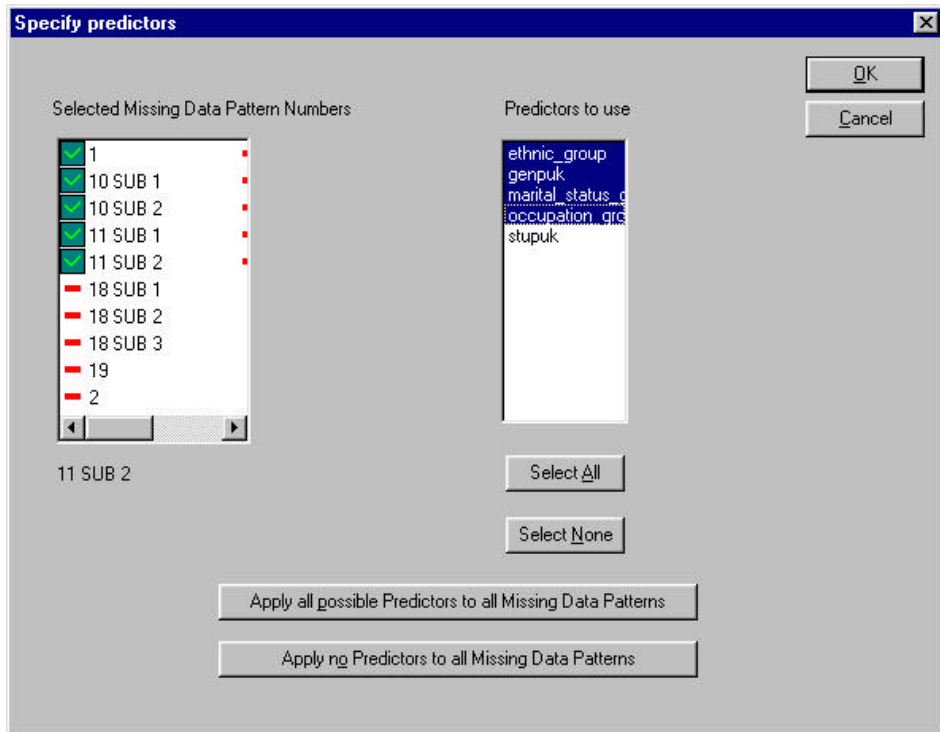 Specify predictors
OK
Cancel
Selected Missing Data Pattern Numbers
1
10 SUB 1
10 SUB 2
11 SUB 1
11 SUB 2
18 SUB 1
18 SUB 2
18 SUB 3
19
2
11 SUB 2
Predictors to use
ethnic_group
genpuk
marital_status_g
occupation_gro
stupuk
Select All
Select None
Apply all possible Predictors to all Missing Data Patterns
Apply no Predictors to all Missing Data Patterns